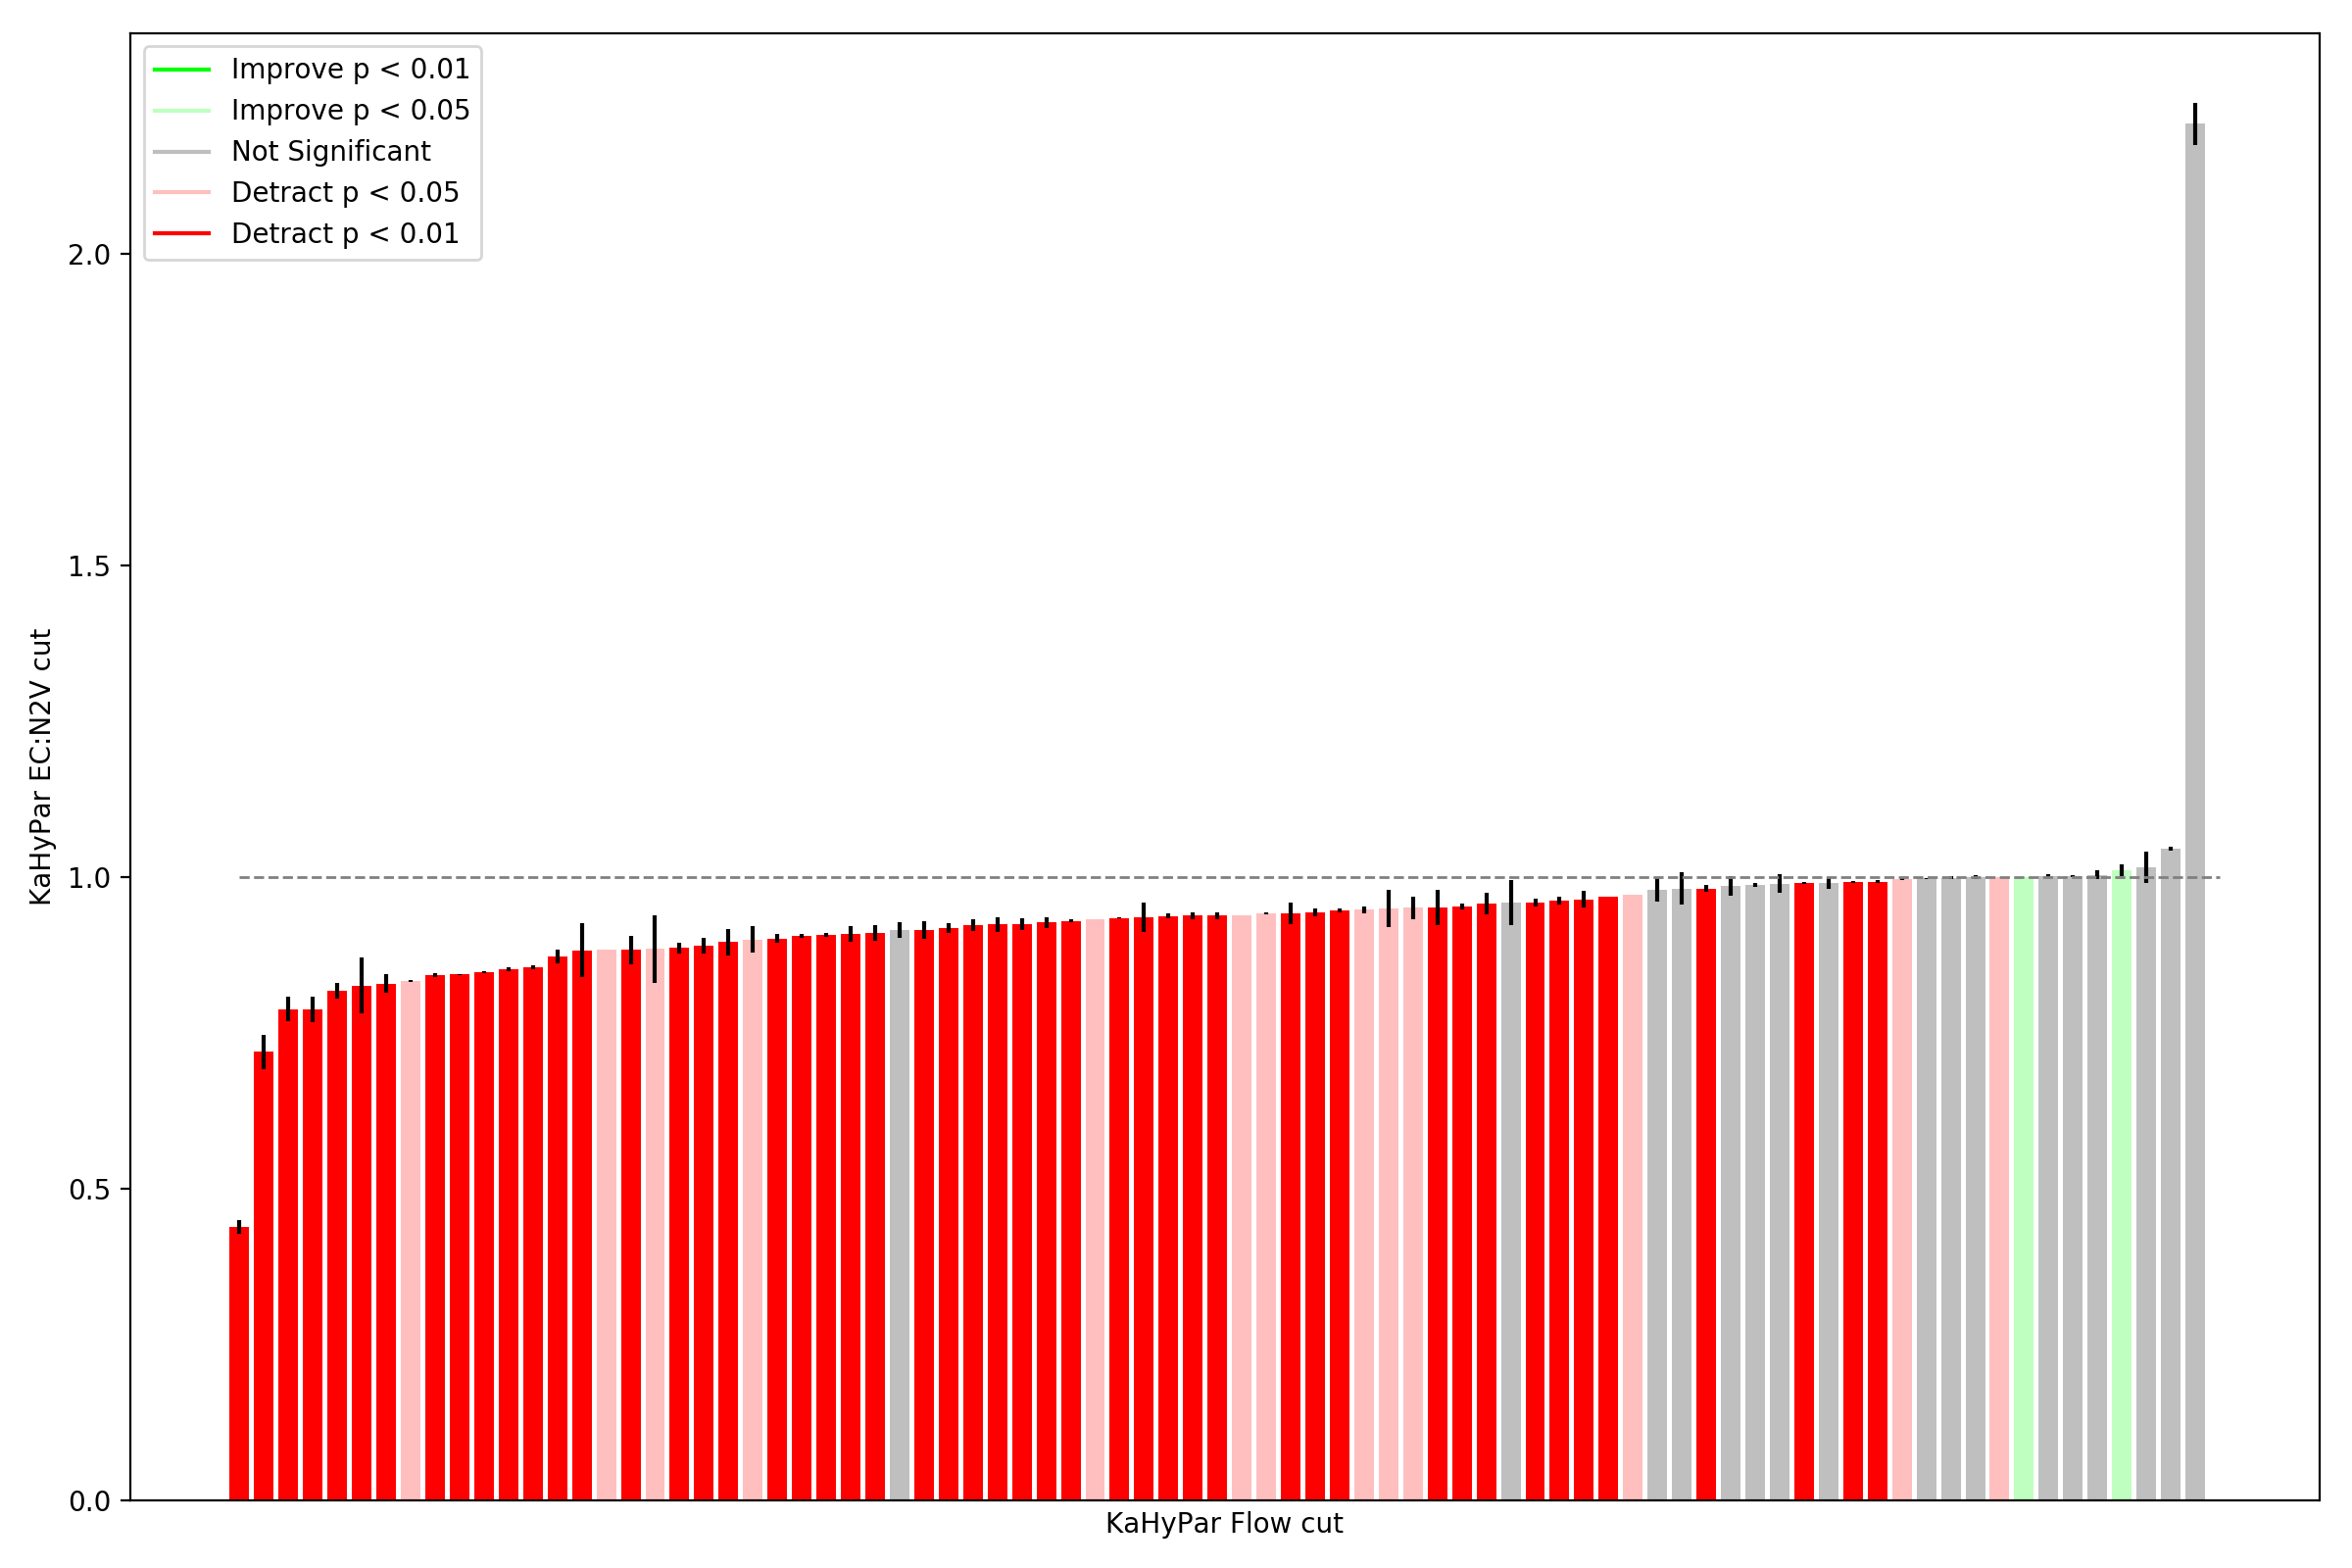 Improve p < 0.01
Improve p < 0.05
Not Significant
Detract p < 0.05
Detract p < 0.01
2.0
1.5
1.0
0.5
0.0
KaHyPar EC:N2V cut
KaHyPar Flow cut